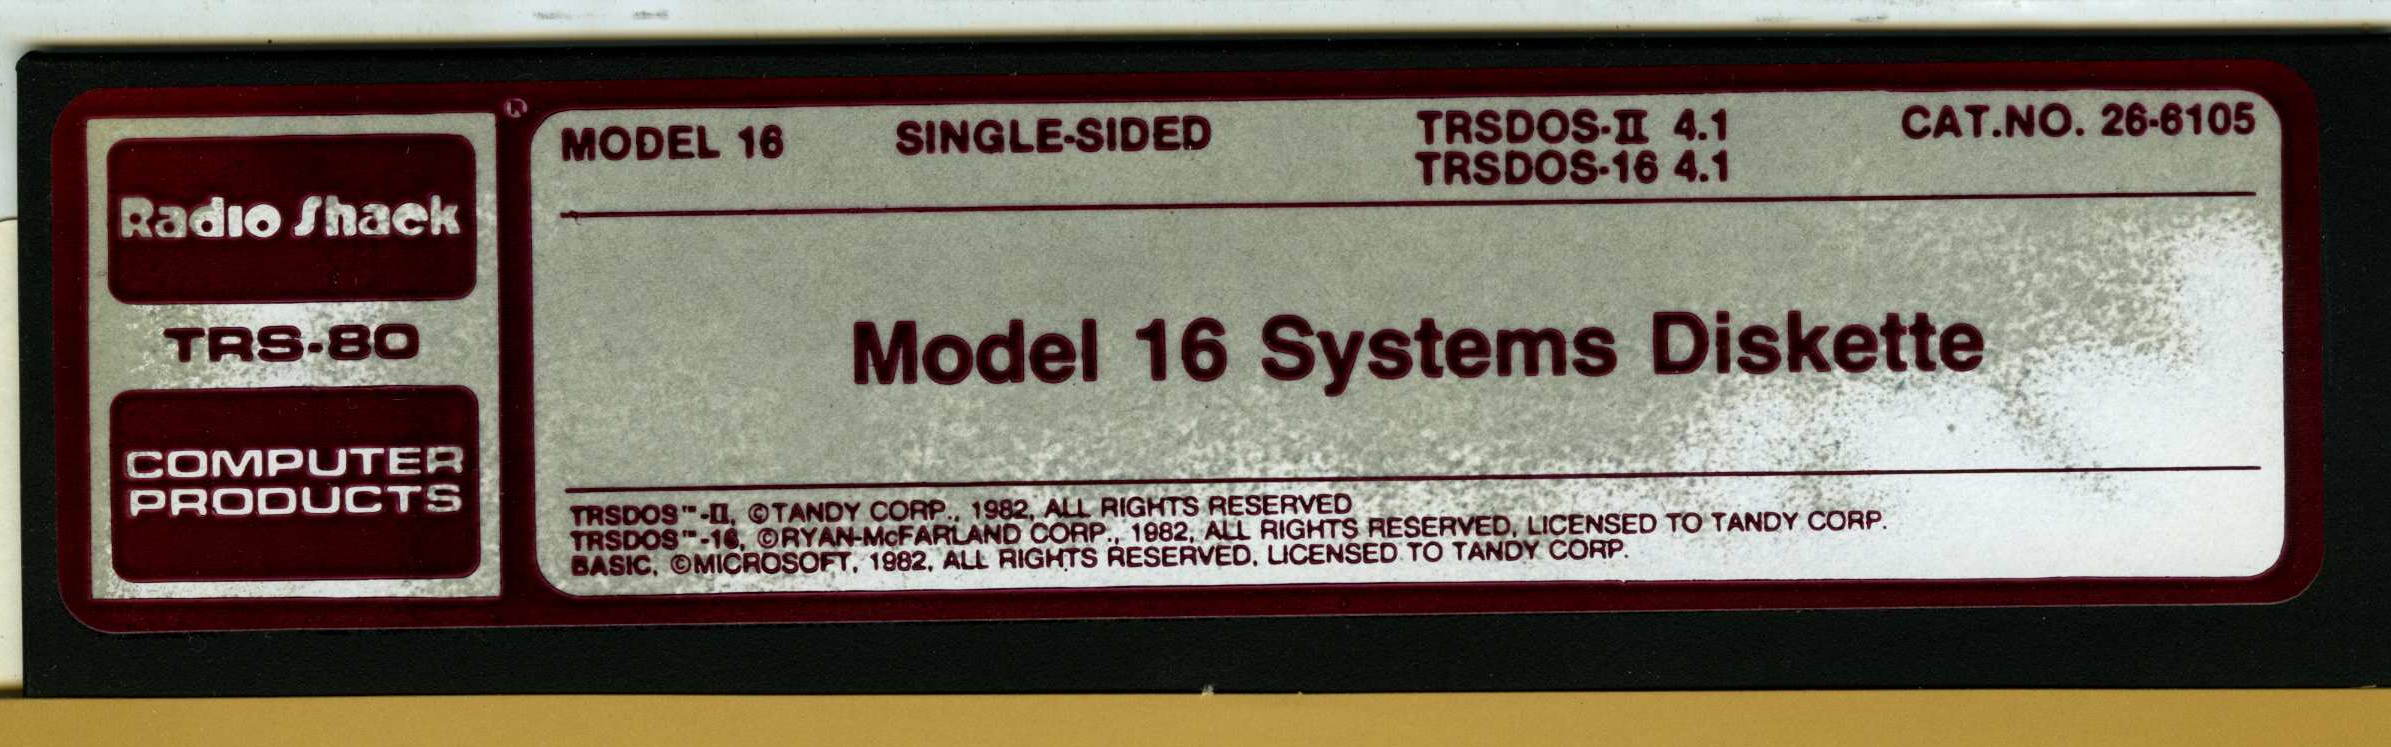 Radio Shack
TRS-80
COMPUTER
PRODUCTS
®
MODEL 16 SINGLE-SIDED TRSDOS-II 4.1 CAT.NO. 26-6105
TRSDOS-16 4.1
Model 16 Systems Diskette
TRSDOS™-II, ©TANDY CORP., 1982, ALL RIGHTS RESERVED
TRSDOS™-16, ©RYAN-McFARLAND CORP., 1982, ALL RIGHTS RESERVED, LICENSED TO TANDY CORP.
BASIC, ©MICROSOFT, 1982, ALL RIGHTS RESERVED, LICENSED TO TANDY CORP.